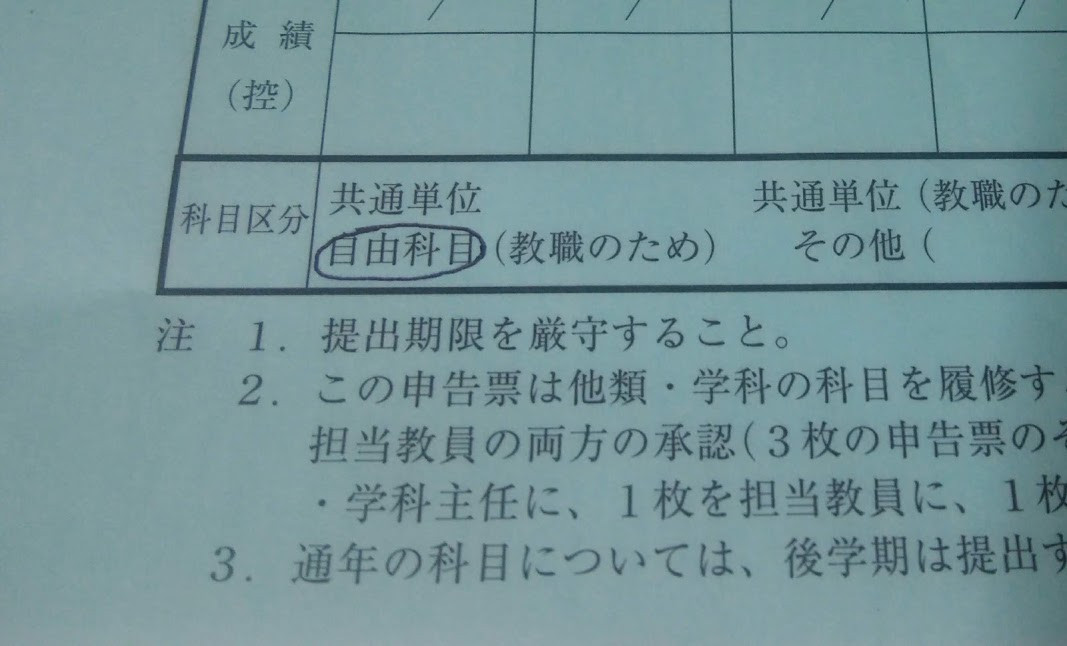 成績
(控)
科目区分
共通単位 共通単位(教職の
自由科目(教職のため) その他(
注 1. 提出期限を厳守すること。
2. この申告票は他類・学科の科目を履修す
担当教員の両方の承認(3枚の申告票の
・学科主任に、1枚を担当教員に、1枚
3. 通年の科目については、後学期は提出す